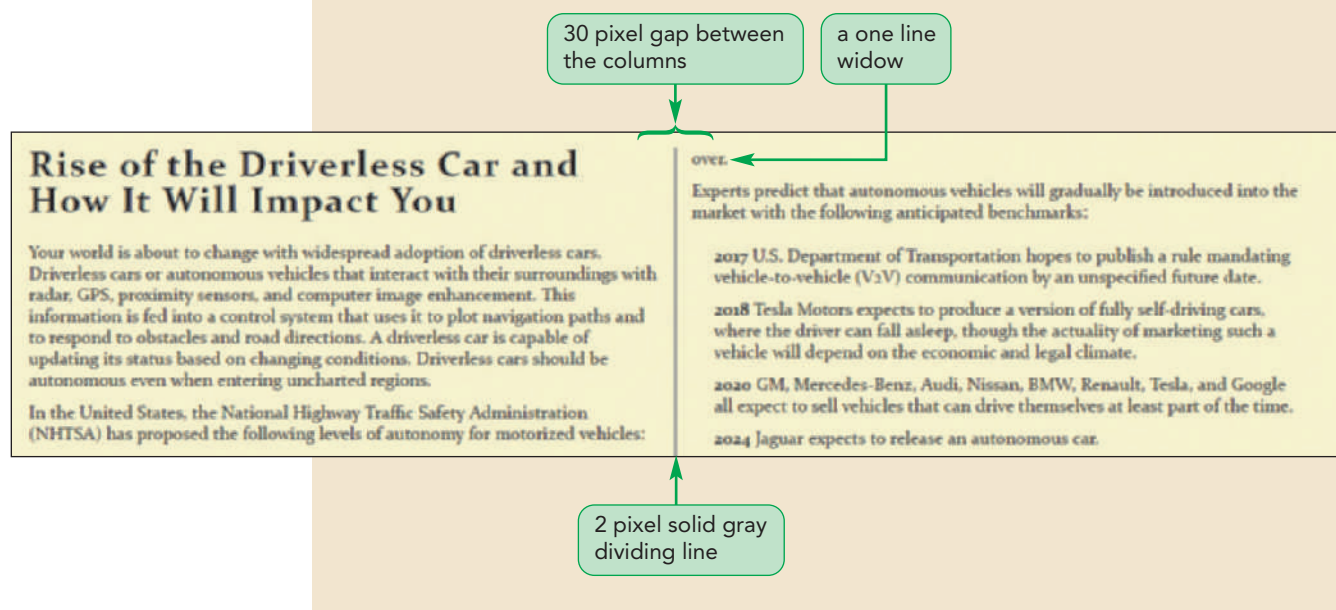 30 pixel gap between
the columns
a one line
widow
Rise of the Driverless Car and
How It Will Impact You
Your world is about to change with widespread adoption of driverless cars.
Driverless cars or autonomous vehicles that interact with their surroundings with
radar, GPS, proximity sensors, and computer image enhancement. This
information is fed into a control system that uses it to plot navigation paths and
to respond to obstacles and road directions. A driverless car is capable of
updating its status based on changing conditions. Driverless cars should be
autonomous even when entering uncharted regions.
In the United States, the National Highway Traffic Safety Administration
(NHTSA) has proposed the following levels of autonomy for motorized vehicles:
over.
Experts predict that autonomous vehicles will gradually be introduced into the
market with the following anticipated benchmarks:
2017 U.S. Department of Transportation hopes to publish a rule mandating
vehicle-to-vehicle (V2V) communication by an unspecified future date.
2018 Tesla Motors expects to produce a version of fully self-driving cars,
where the driver can fall asleep, though the actuality of marketing such a
vehicle will depend on the economic and legal climate.
2020 GM, Mercedes-Benz, Audi, Nissan, BMW, Renault, Tesla, and Google
all expect to sell vehicles that can drive themselves at least part of the time.
2024 Jaguar expects to release an autonomous car.
2 pixel solid gray
dividing line